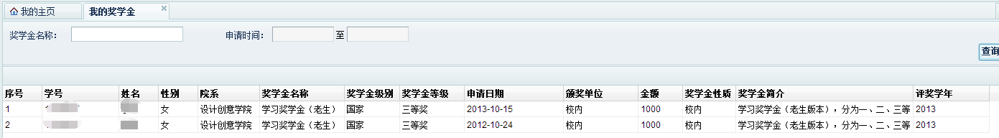 我的主页 我的奖学金
奖学金名称： 申请时间： 至
查询
序号 学号 姓名 性别 院系 奖学金名称 奖学金级别 奖学金等级 申请日期 颁奖单位 金额 奖学金性质 奖学金简介 评奖学年
1 女 设计创意学院 学习奖学金（老生） 国家 三等奖 2013-10-15 校内 1000 校内 学习奖学金（老生版本），分为一、二、三等 2013
2 女 设计创意学院 学习奖学金（老生） 国家 三等奖 2012-10-24 校内 1000 校内 学习奖学金（老生版本），分为一、二、三等 2013